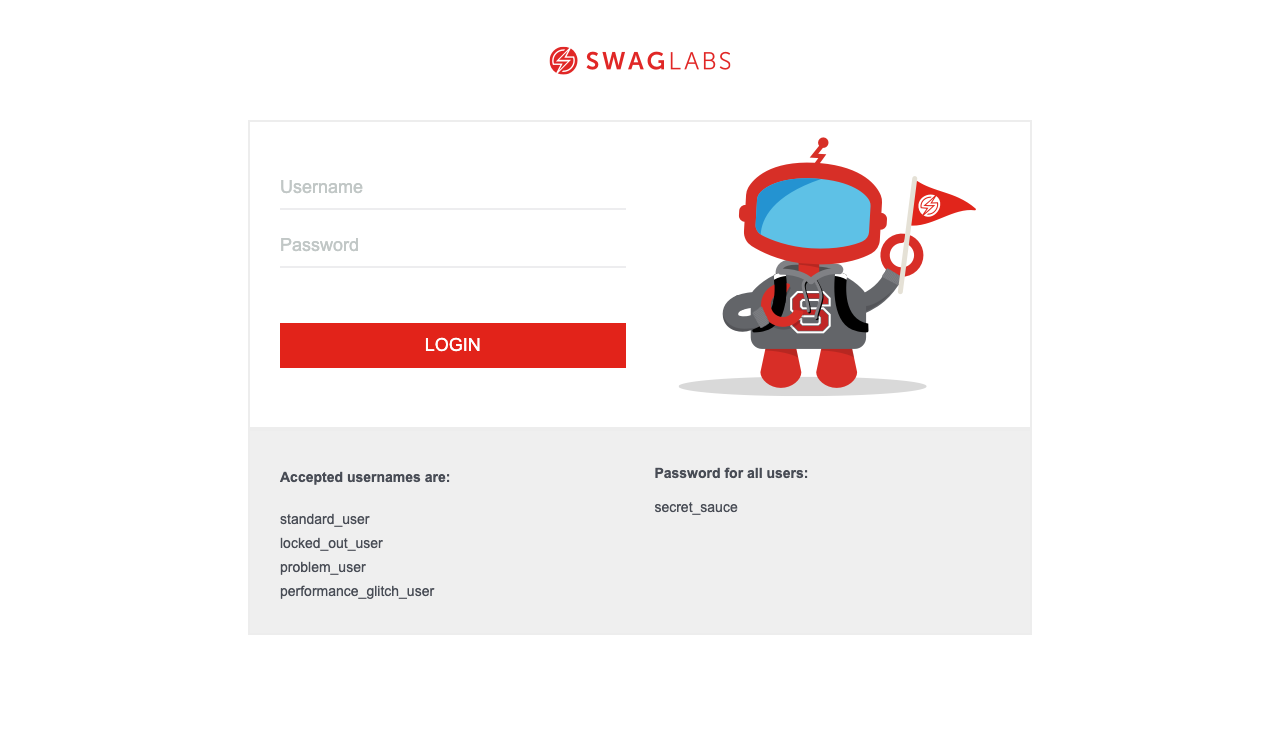 SWAGLABS
Username
Password
LOGIN
S
Accepted usernames are:
standard_user
locked_out_user
problem_user
performance_glitch_user
Password for all users:
secret_sauce